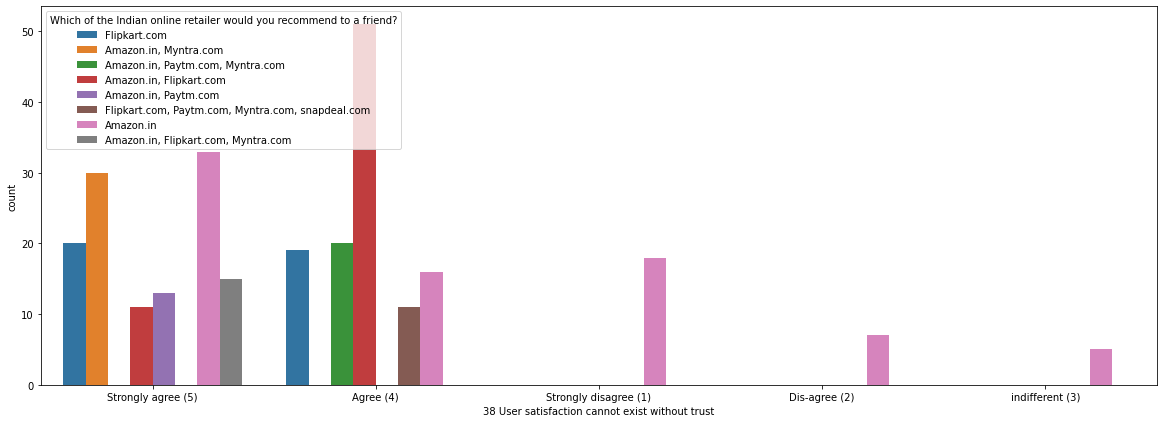 Which of the Indian online retailer would you recommend to a friend?
Flipkart.com
Amazon.in, Myntra.com
Amazon.in, Paytm.com, Myntra.com
Amazon.in, Flipkart.com
Amazon.in, Paytm.com
Flipkart.com, Paytm.com, Myntra.com, snapdeal.com
Amazon.in
Amazon.in, Flipkart.com, Myntra.com
50
40
30
20
10
0
count
Strongly agree (5)
Agree (4)
Strongly disagree (1)
Dis-agree (2)
indifferent (3)
38 User satisfaction cannot exist without trust